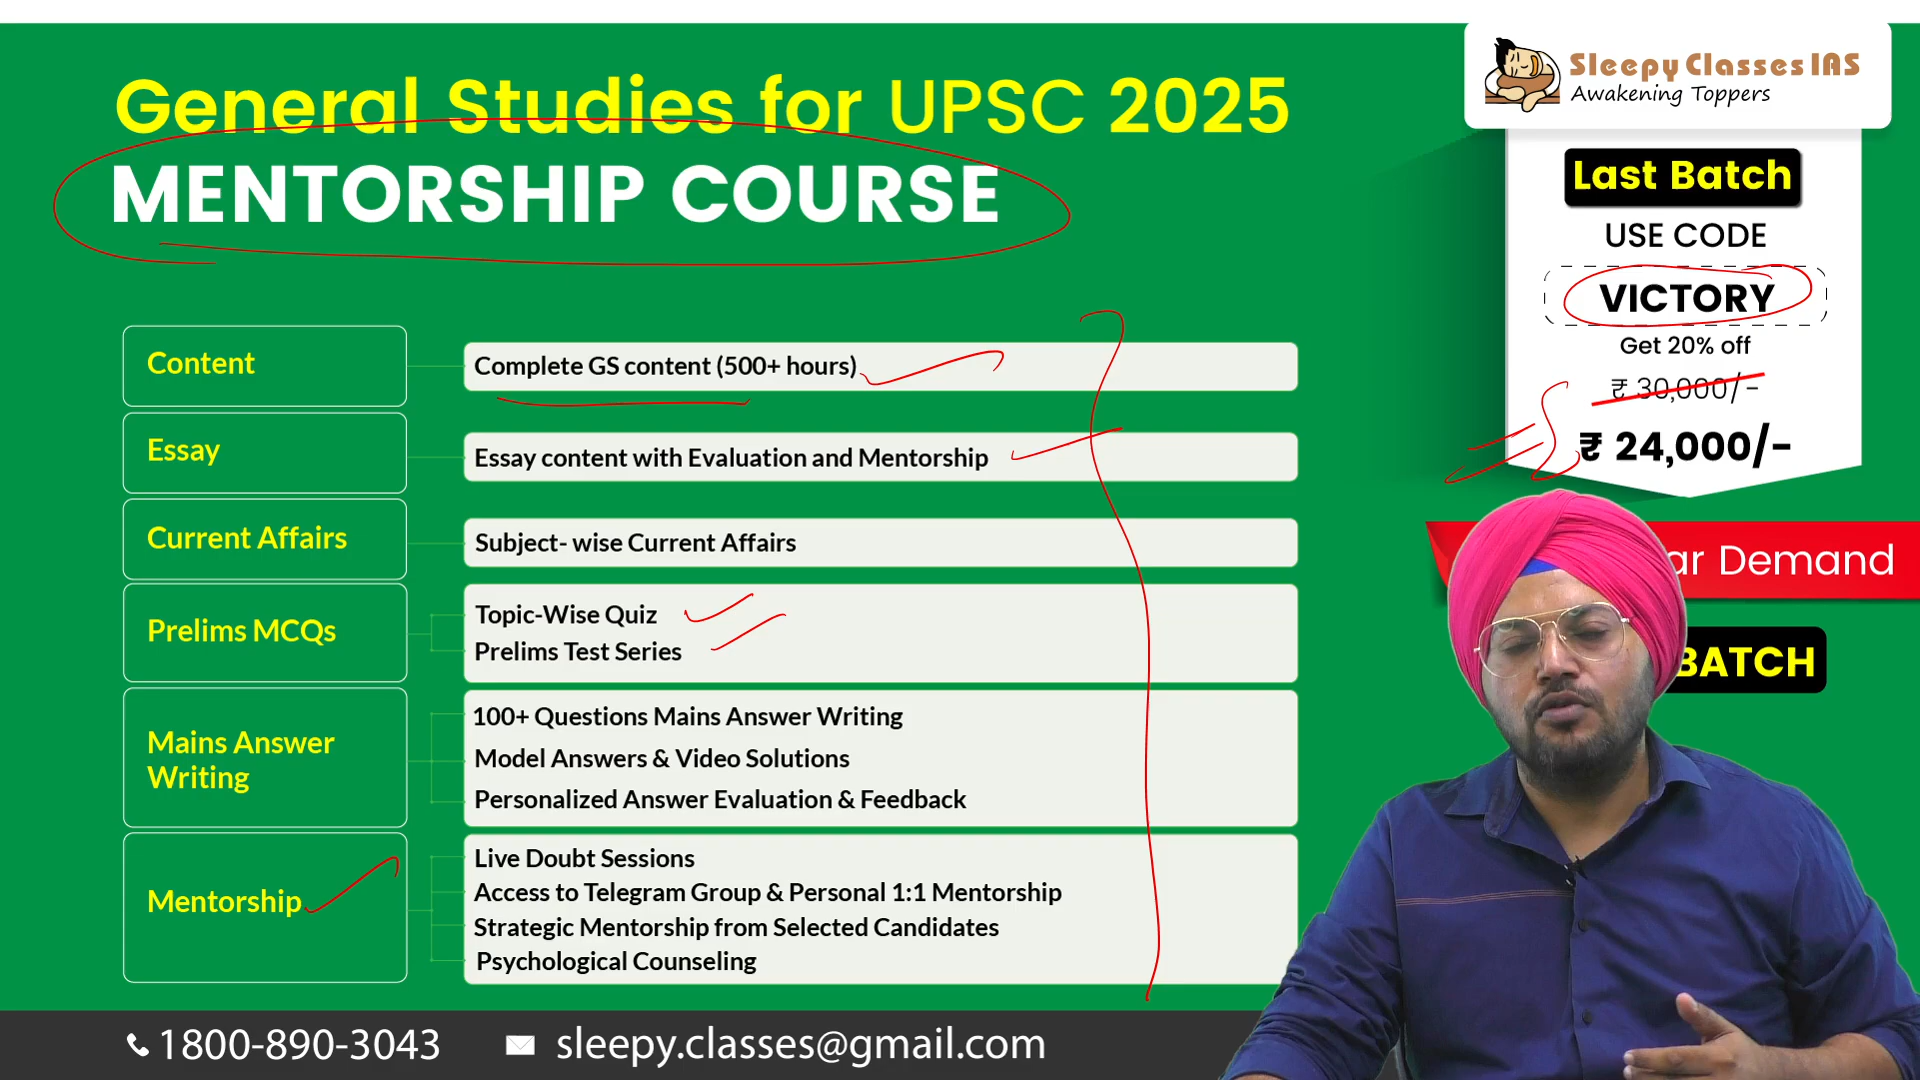 General Studies for UPSC 2025
MENTORSHIP COURSE
Sleepy Classes IAS
Awakening Toppers
Last Batch
USE CODE
VICTORY
Get 20% off
₹ 30,000/-
₹ 24,000/-
Demand
BATCH
Content
Complete GS content (500+ hours)
Essay
Essay content with Evaluation and Mentorship
Current Affairs
Subject- wise Current Affairs
Prelims MCQs
Topic-Wise Quiz
Prelims Test Series
Mains Answer
Writing
100+ Questions Mains Answer Writing
Model Answers & Video Solutions
Personalized Answer Evaluation & Feedback
Mentorship
Live Doubt Sessions
Access to Telegram Group & Personal 1:1 Mentorship
Strategic Mentorship from Selected Candidates
Psychological Counseling
1800-890-3043
sleepy.classes@gmail.com